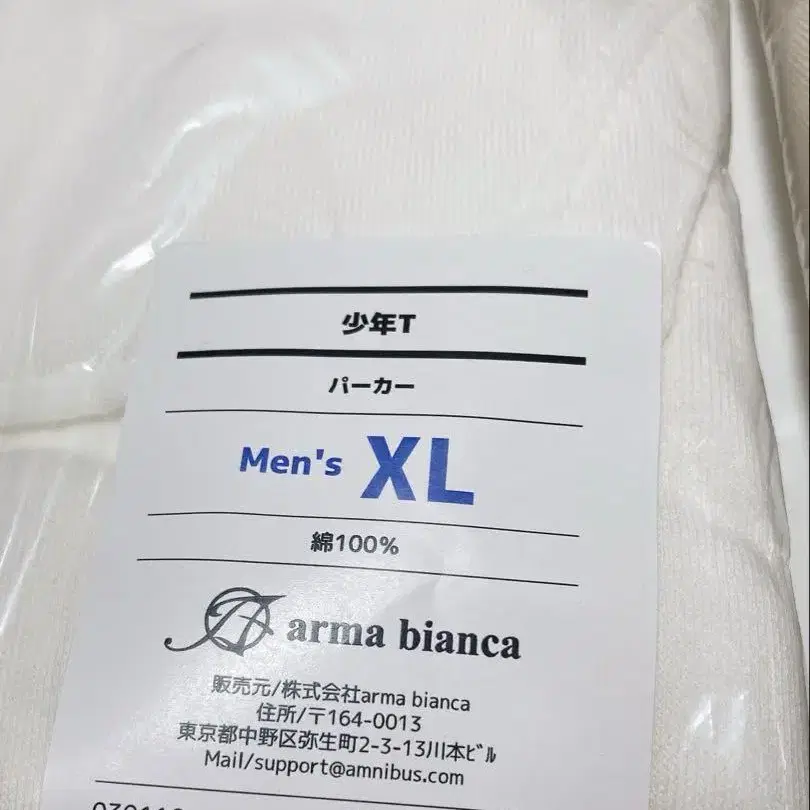 少年T
パーカー
Men's XL
綿100%
arma bianca
販売元/株式会社arma bianca
住所/〒164-0013
東京都中野区弥生町2-3-13川本ビル
Mail/support@amnibus.com